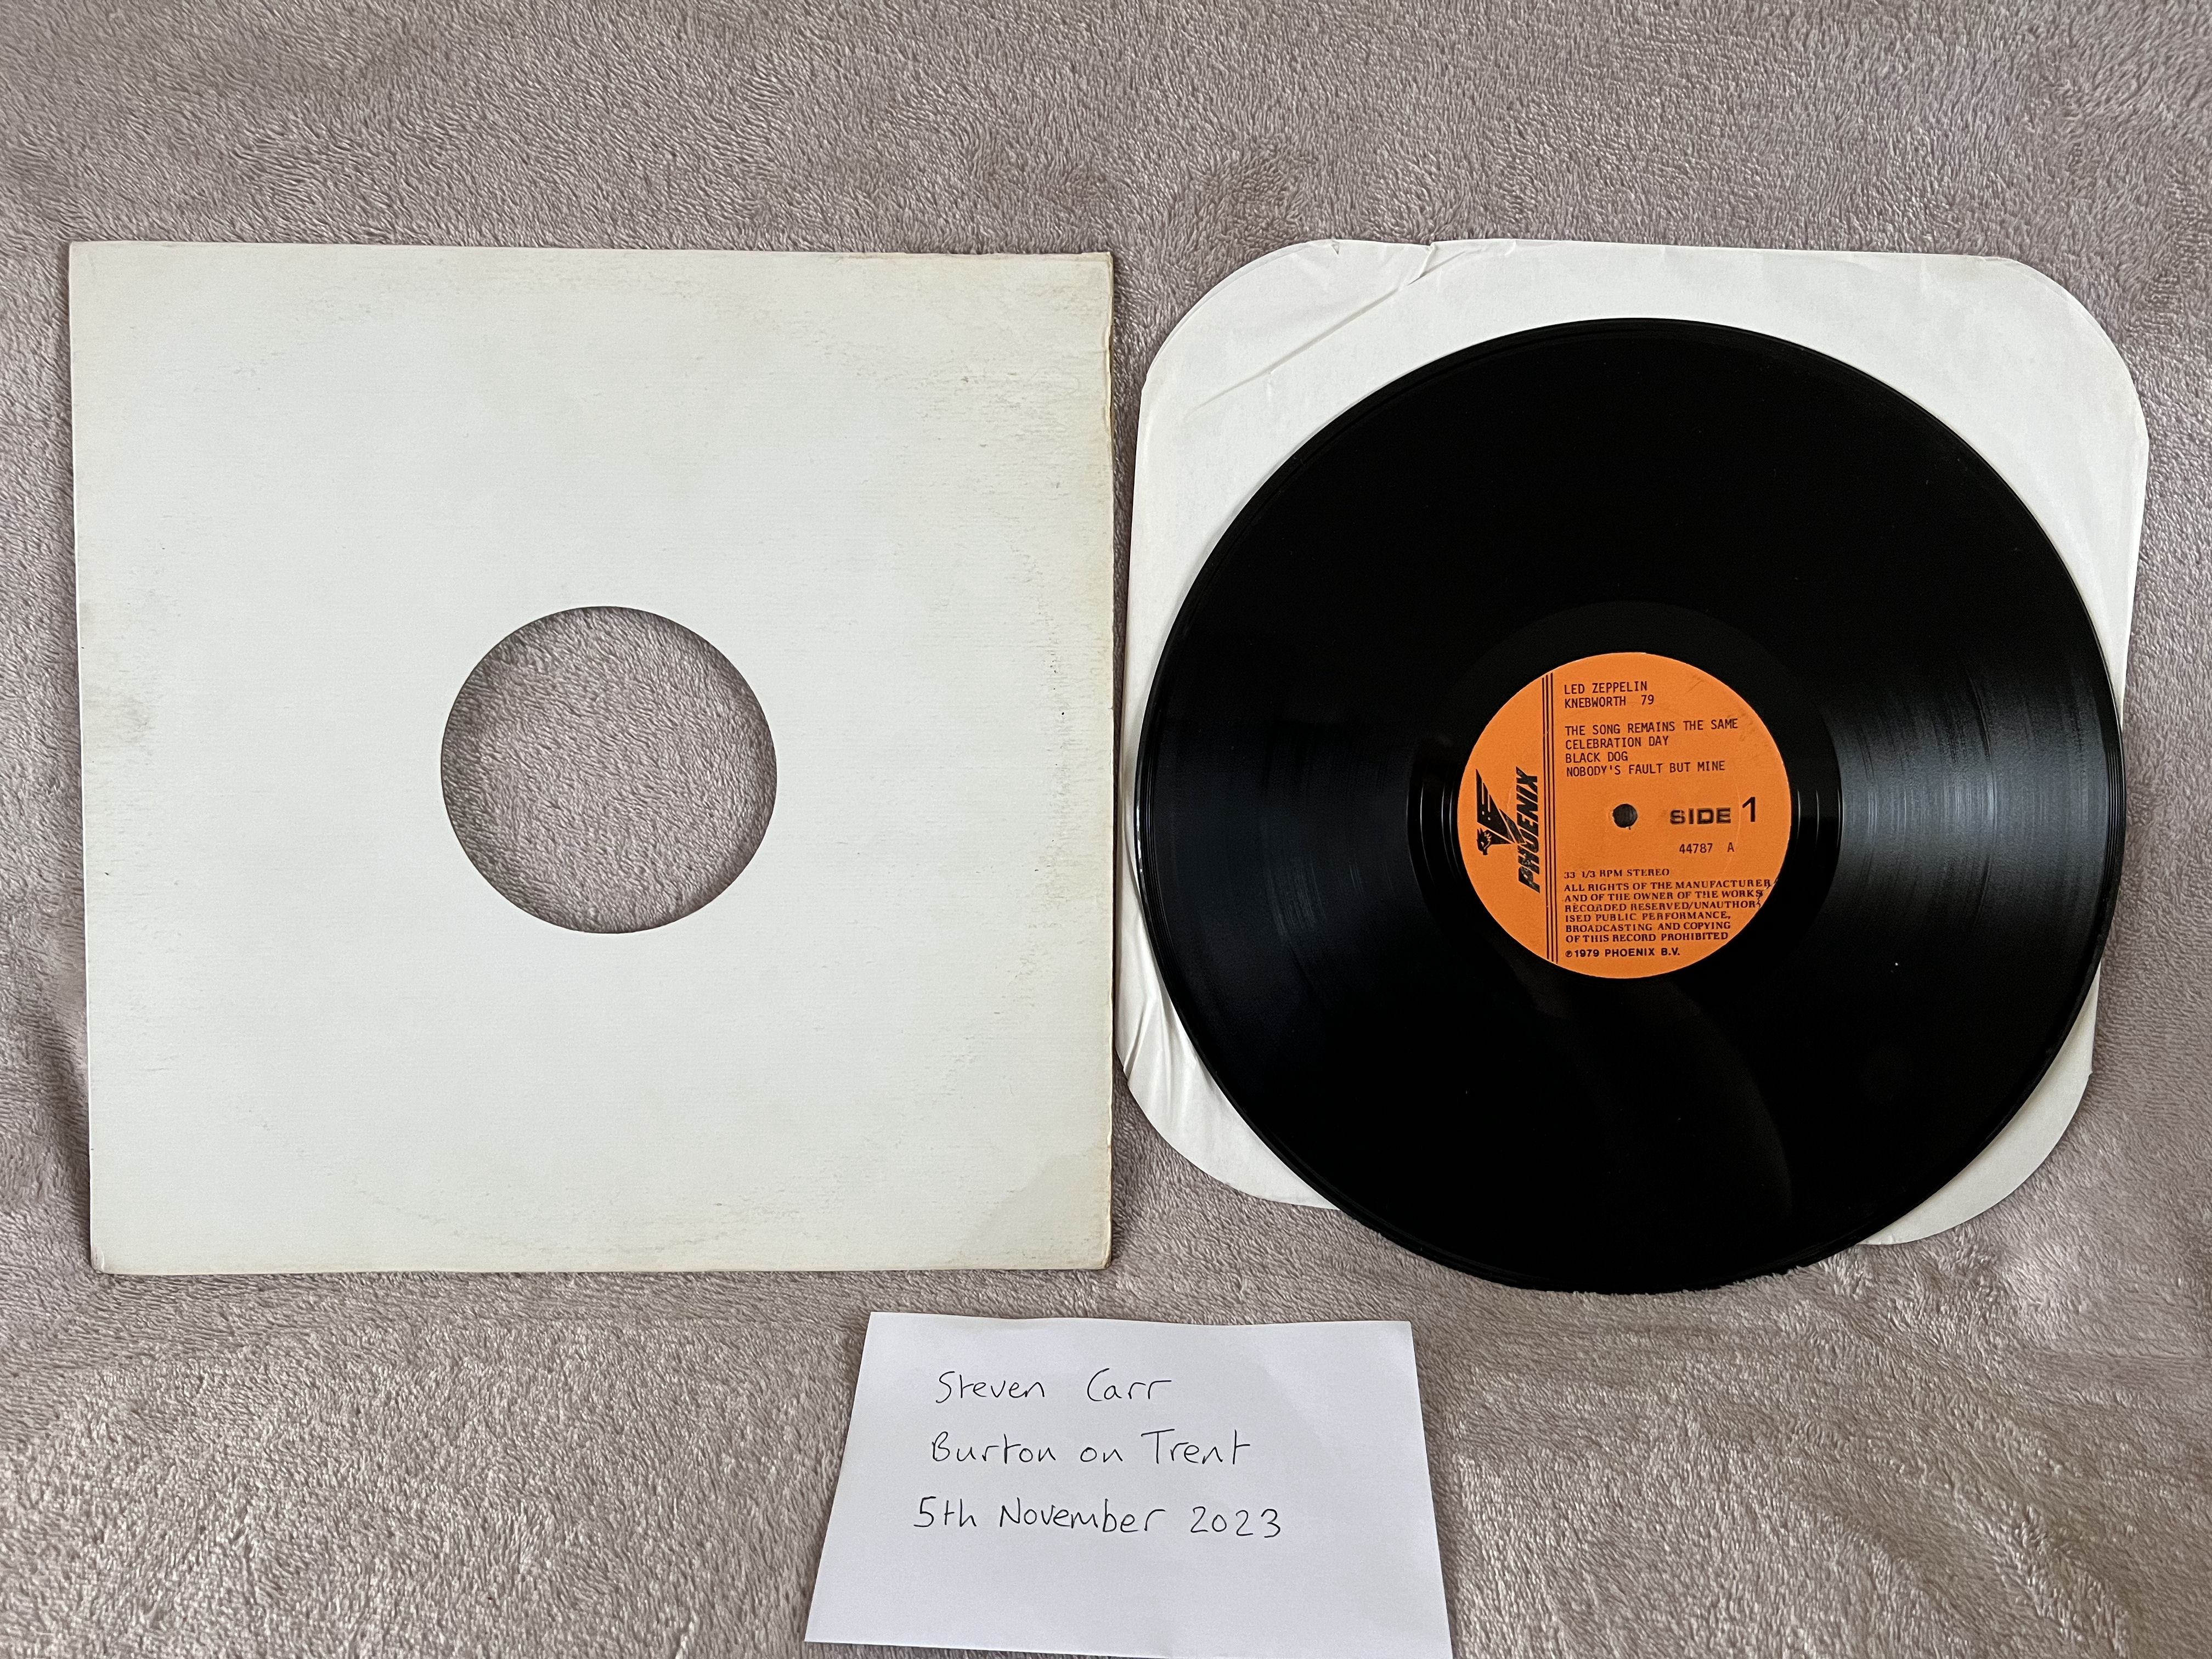 LED ZEPPELIN
KNEBWORTH 79
THE SONG REMAINS THE SAME
CELEBRATION DAY
BLACK DOG
NOBODY'S FAULT BUT MINE
PHOENIX
SIDE 1
44787 A
33 1/3 RPM STEREO
ALL RIGHTS OF THE MANUFACTURER
AND OF THE OWNER OF THE WORKS
RECORDED RESERVED/UNAUTHOR-
ISED PUBLIC PERFORMANCE,
BROADCASTING AND COPYING
OF THIS RECORD PROHIBITED
℗1979 PHOENIX B.V.
Steven Carr
Burton on Trent
5th November 2023